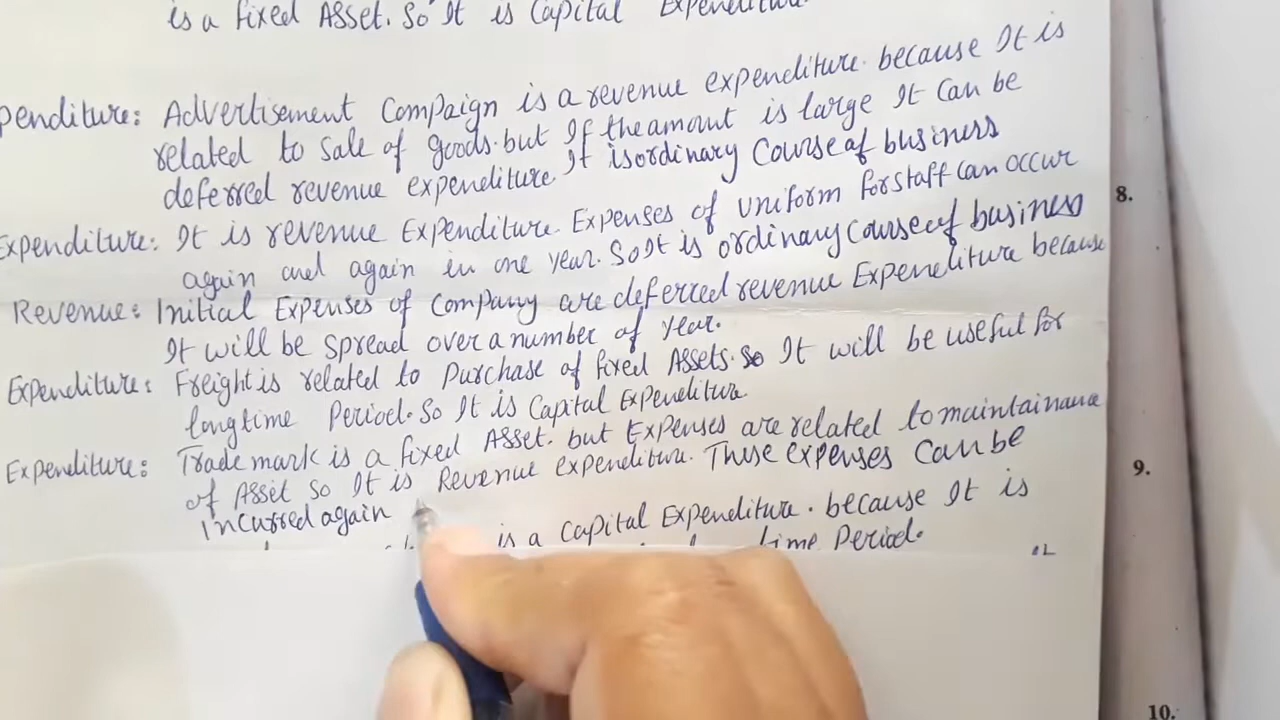 is a fixed Asset. So It is Capital Expenditure
penditure: Advertisement Compaign is a revenue expenditure. because It is
related to Sale of goods. but If the amount is large It Can be
deferred revenue expenditure. It is ordinary Course of business
Expenditure: It is revenue Expenditure. Expenses of uniform for staff can occur
again and again in one year. So It is ordinary Course of business
Revenue: Initial Expenses of Company are deferred revenue Expenditure because
It will be spread over a number of year.
Expenditure: Freight is related to purchase of fixed Assets. so It will be useful for
long time Period. So It is Capital Expenditure
Expenditure: Trade mark is a fixed Asset. but Expenses are related to maintainance
of Asset so It is Revenue expenditure. These expenses Can be
incurred again
is a Capital Expenditure. because It is
time Period.
8.
9.
10.